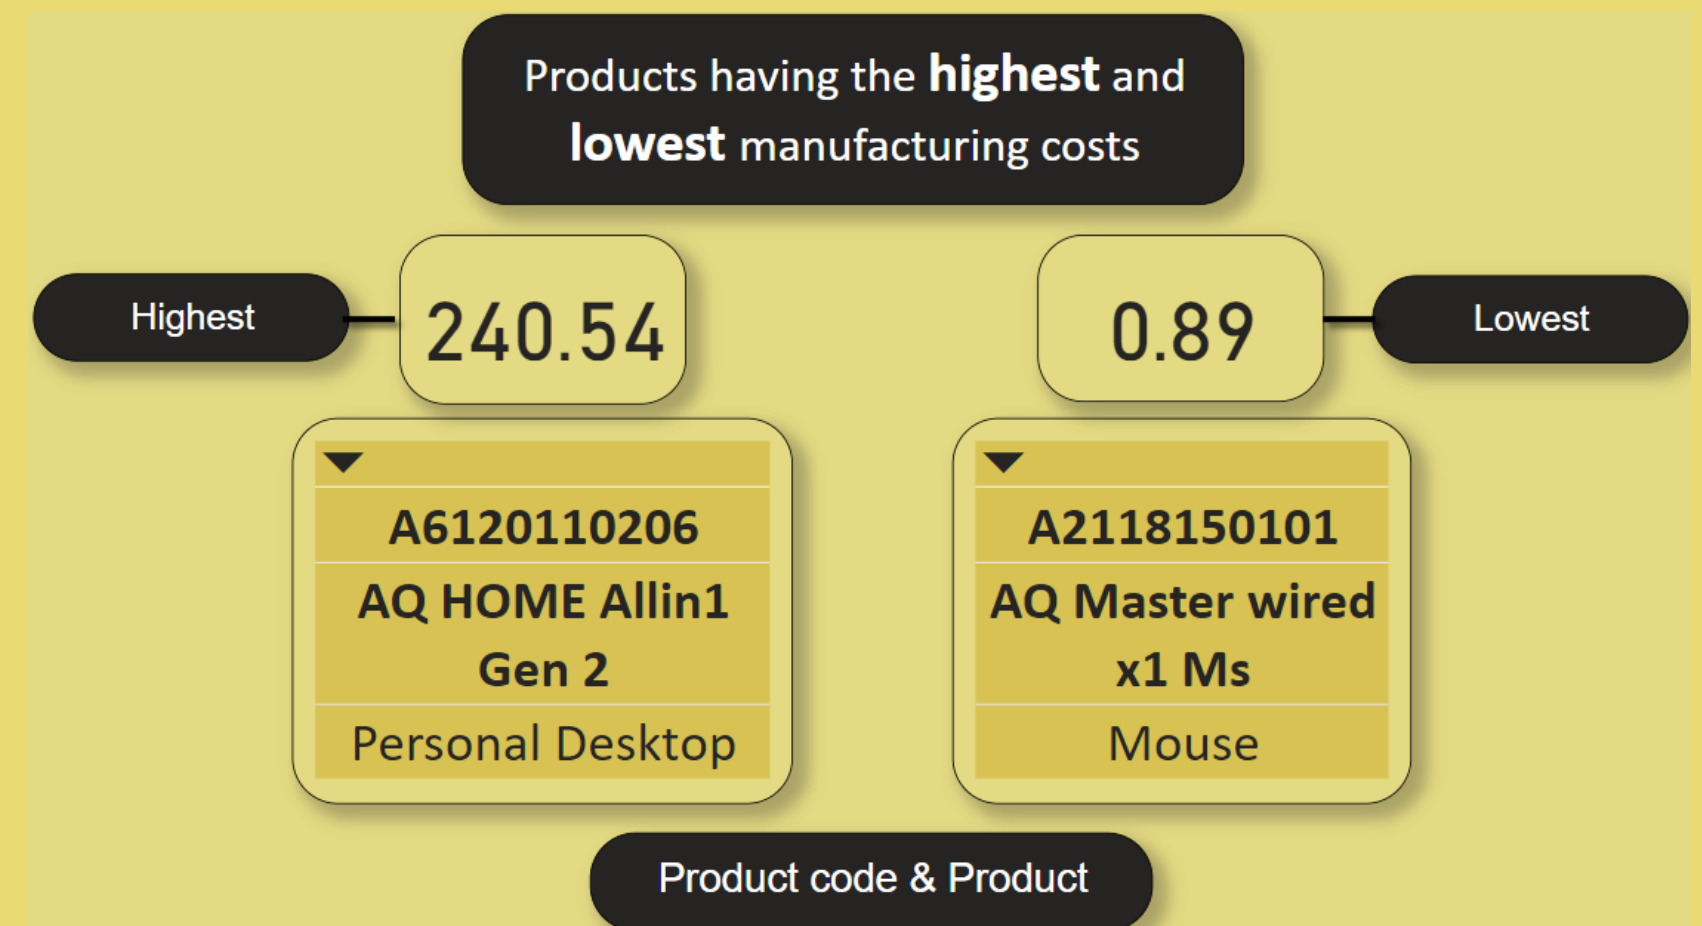 Products having the highest and
lowest manufacturing costs
Highest
240.54
0.89
Lowest
A6120110206
AQ HOME Allin1
Gen 2
Personal Desktop
A2118150101
AQ Master wired
x1 Ms
Mouse
Product code & Product